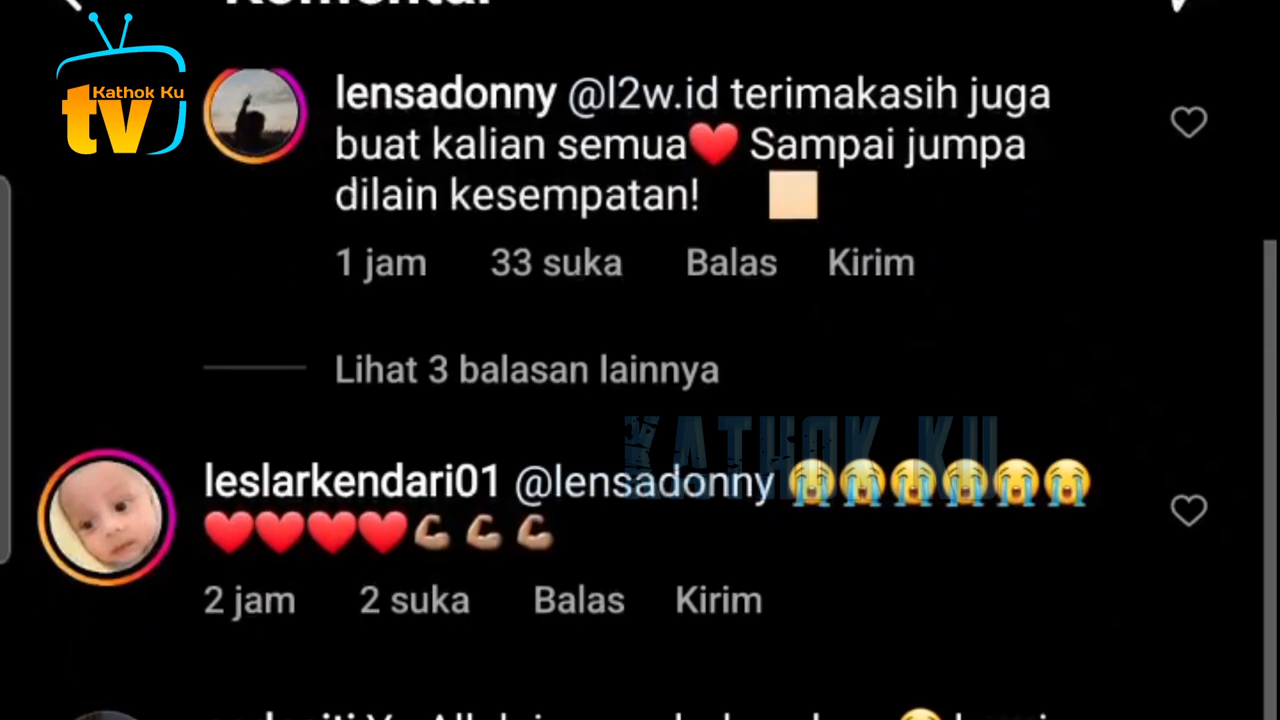 Komentar
Kathok Ku
tv
lensadonny @l2w.id terimakasih juga
buat kalian semua❤️ Sampai jumpa
dilain kesempatan! 🏻
1 jam 33 suka Balas Kirim
Lihat 3 balasan lainnya
KATHOK KU
leslarkendari01 @lensadonny 😭😭😭😭😭😭
❤️❤️❤️❤️💪🏽💪🏽💪🏽
2 jam 2 suka Balas Kirim